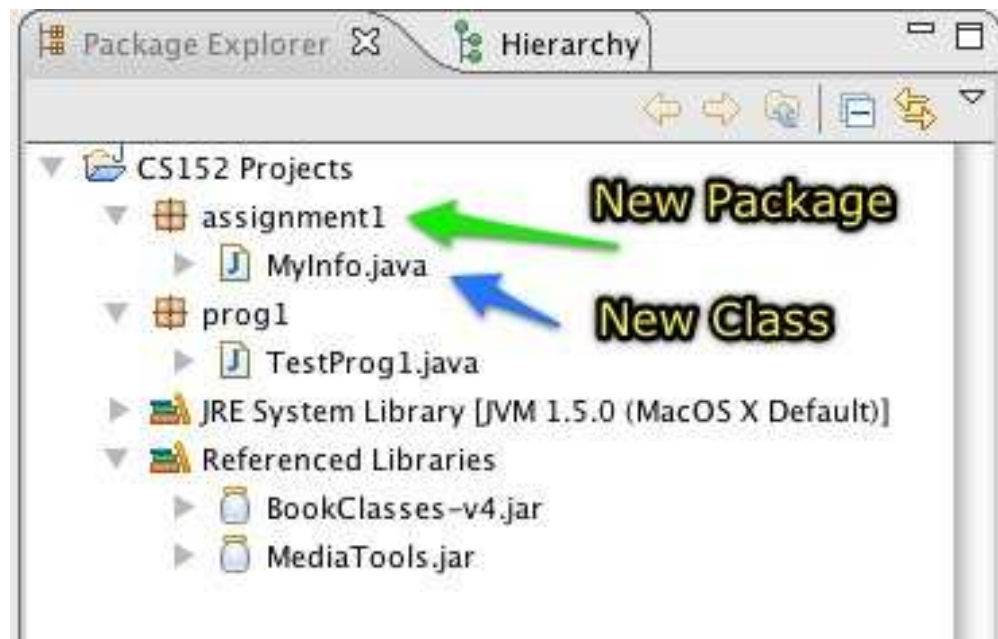 Package Explorer
Hierarchy
CS152 Projects
assignment1
New Package
MyInfo.java
New Class
prog1
TestProg1.java
JRE System Library [JVM 1.5.0 (MacOS X Default)]
Referenced Libraries
BookClasses-v4.jar
MediaTools.jar